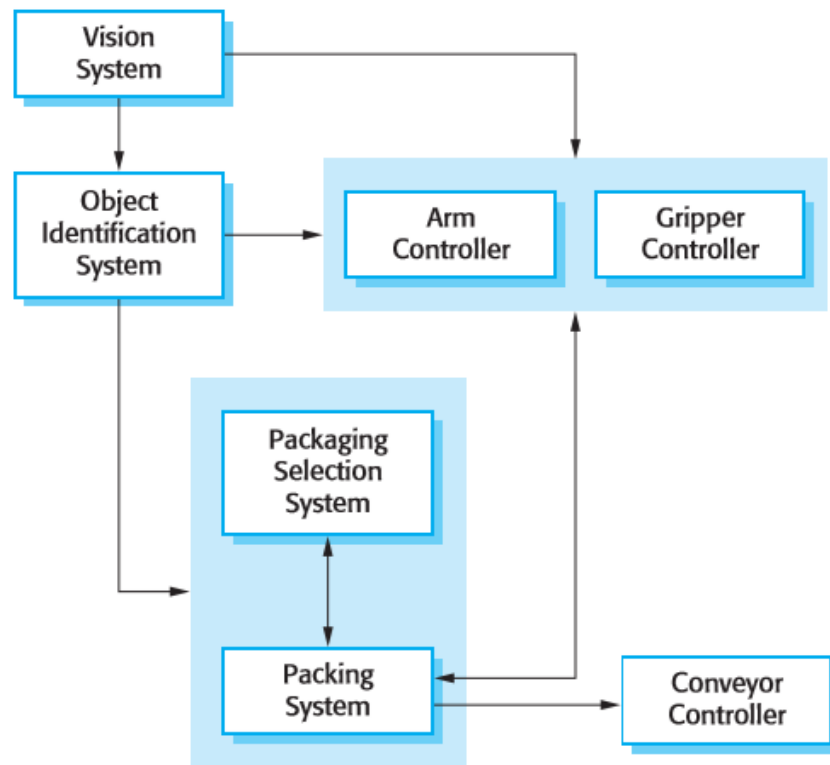 Vision
System
Object
Identification
System
Arm
Controller
Gripper
Controller
Packaging
Selection
System
Packing
System
Conveyor
Controller